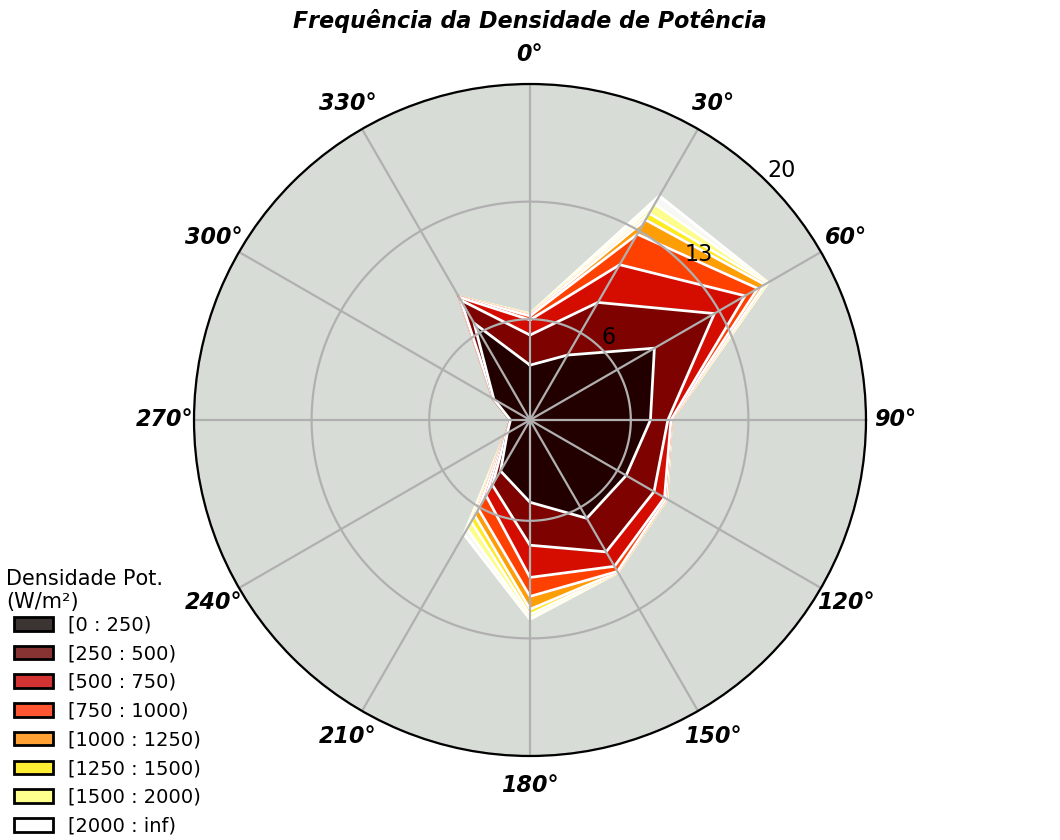 Frequência da Densidade de Potência
0°
330°
30°
20
300°
60°
13
6
270°
90°
240°
120°
210°
150°
180°
Densidade Pot.
(W/m²)
[0 : 250)
[250 : 500)
[500 : 750)
[750 : 1000)
[1000 : 1250)
[1250 : 1500)
[1500 : 2000)
[2000 : inf)